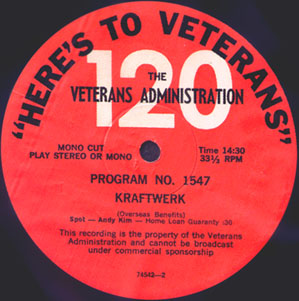 "HERE'S TO VETERANS"
120
THE
VETERANS ADMINISTRATION
MONO CUT
PLAY STEREO OR MONO
Time 14:30
33⅓ RPM
PROGRAM NO. 1547
KRAFTWERK
(Overseas Benefits)
Spot — Andy Kim — Home Loan Guaranty :30
This recording is the property of the Veterans
Administration and cannot be broadcast
under commercial sponsorship
74542—2